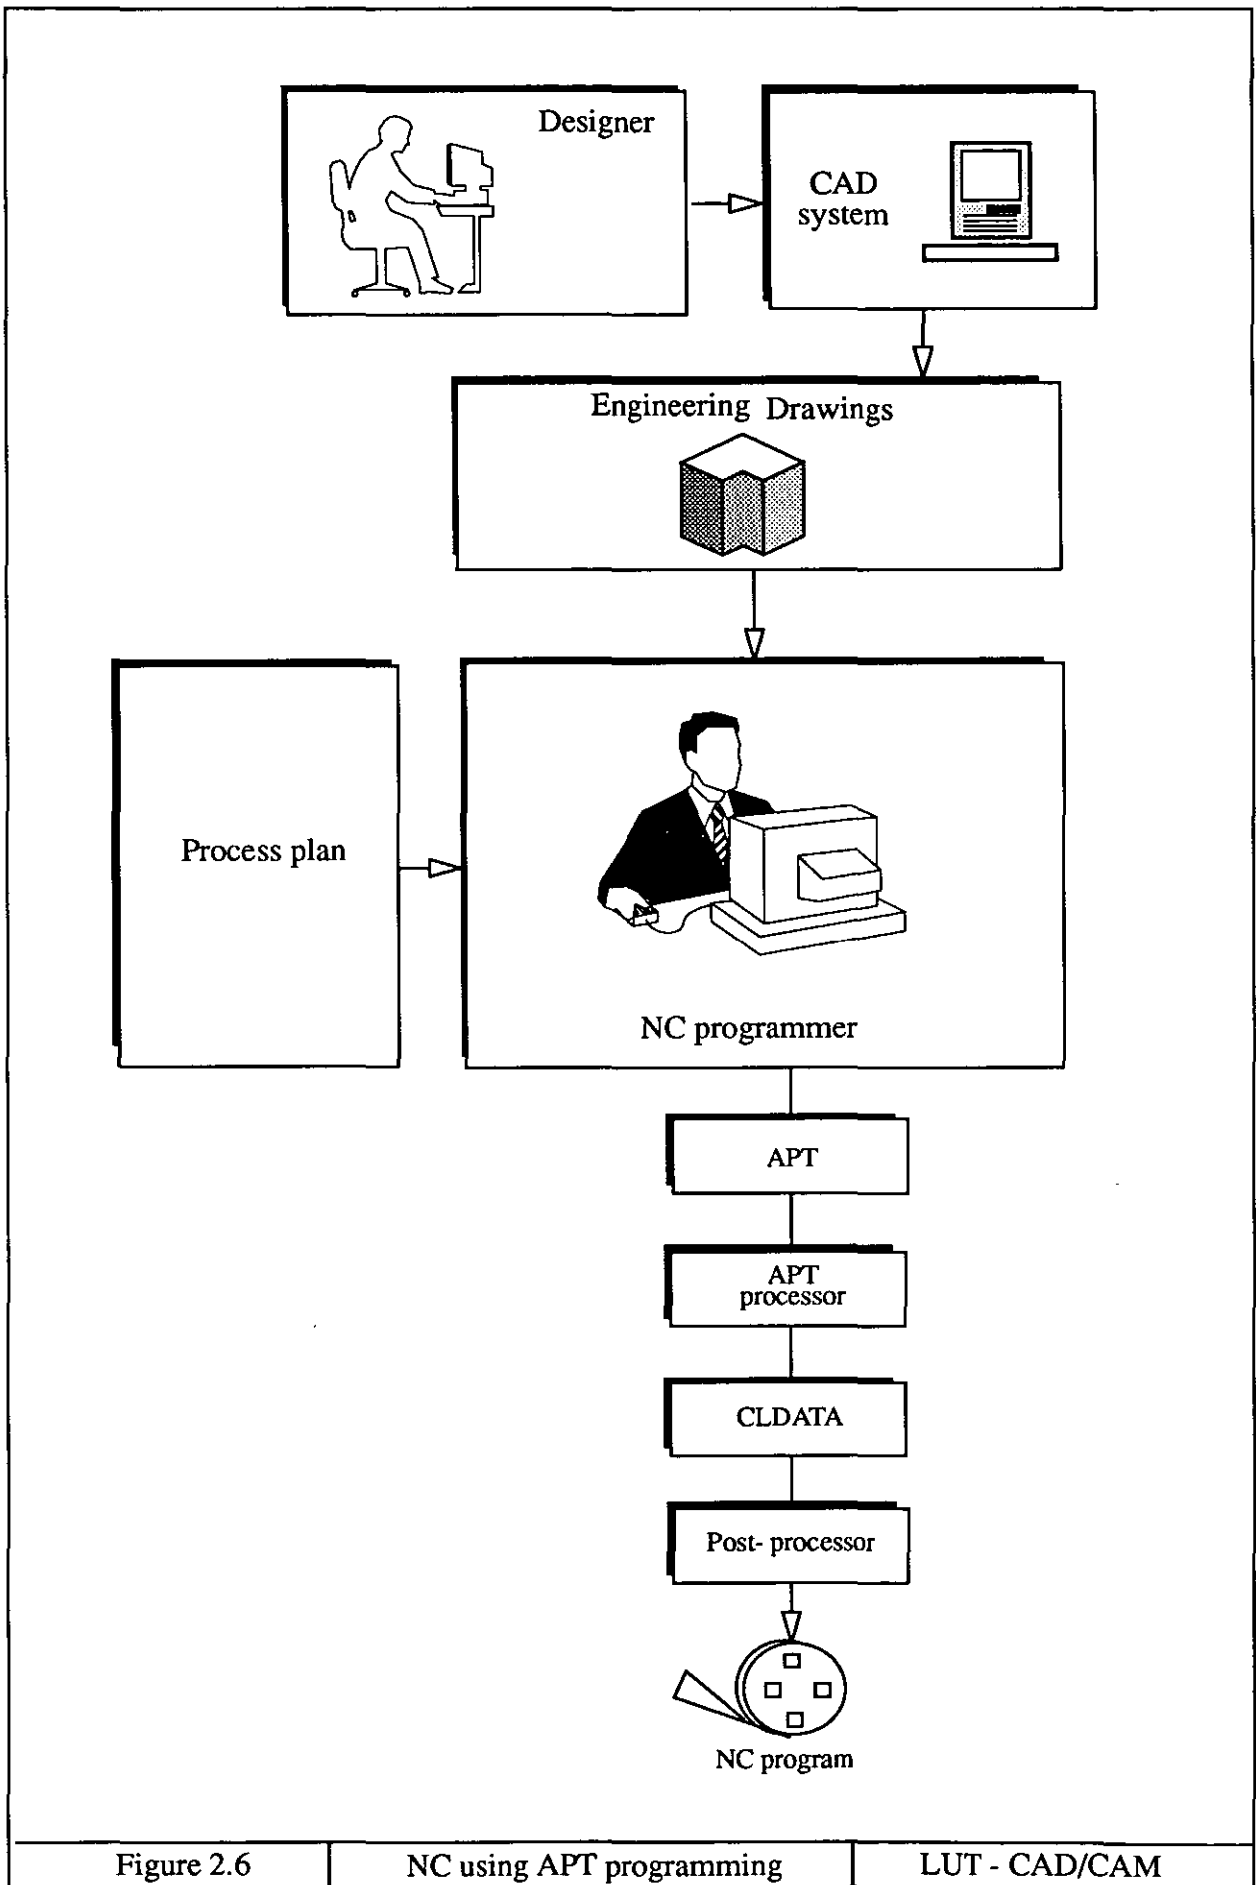 Designer
CAD
system
Engineering Drawings
Process plan
NC programmer
APT
APT
processor
CLDATA
Post- processor
NC program
Figure 2.6
NC using APT programming
LUT - CAD/CAM